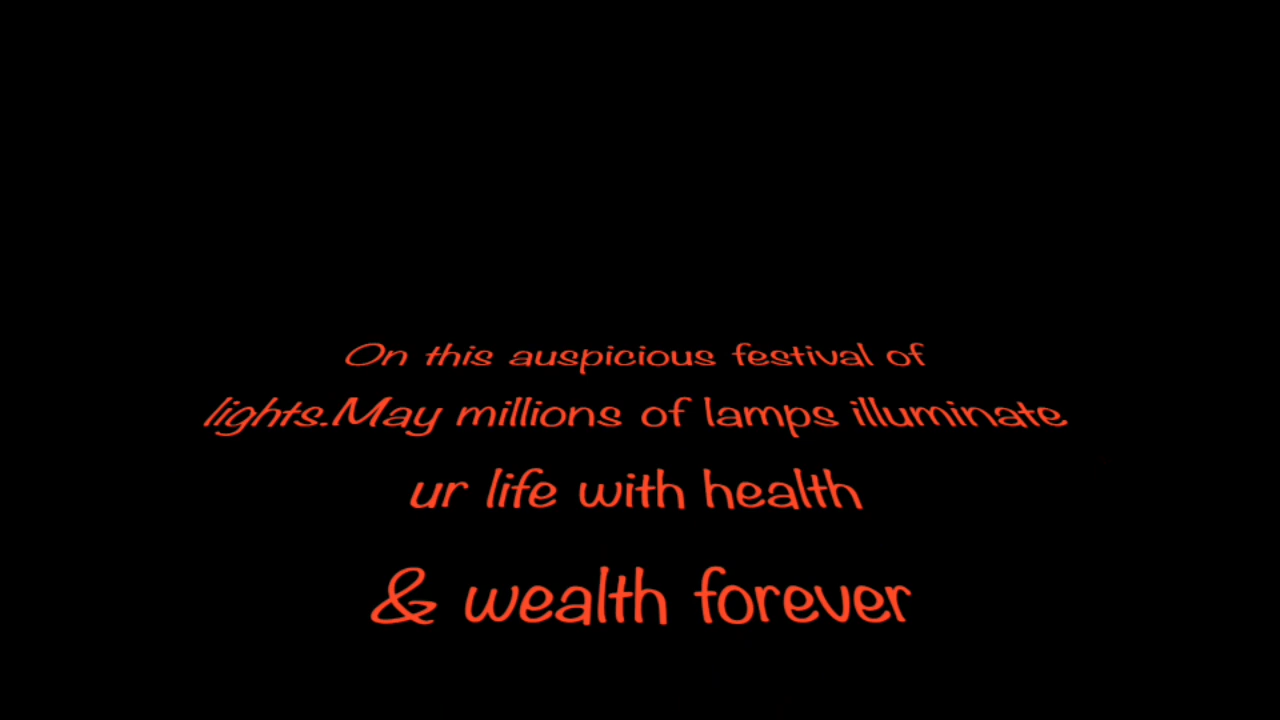 On this auspicious festival of
lights.May millions of lamps illuminate
ur life with health
& wealth forever